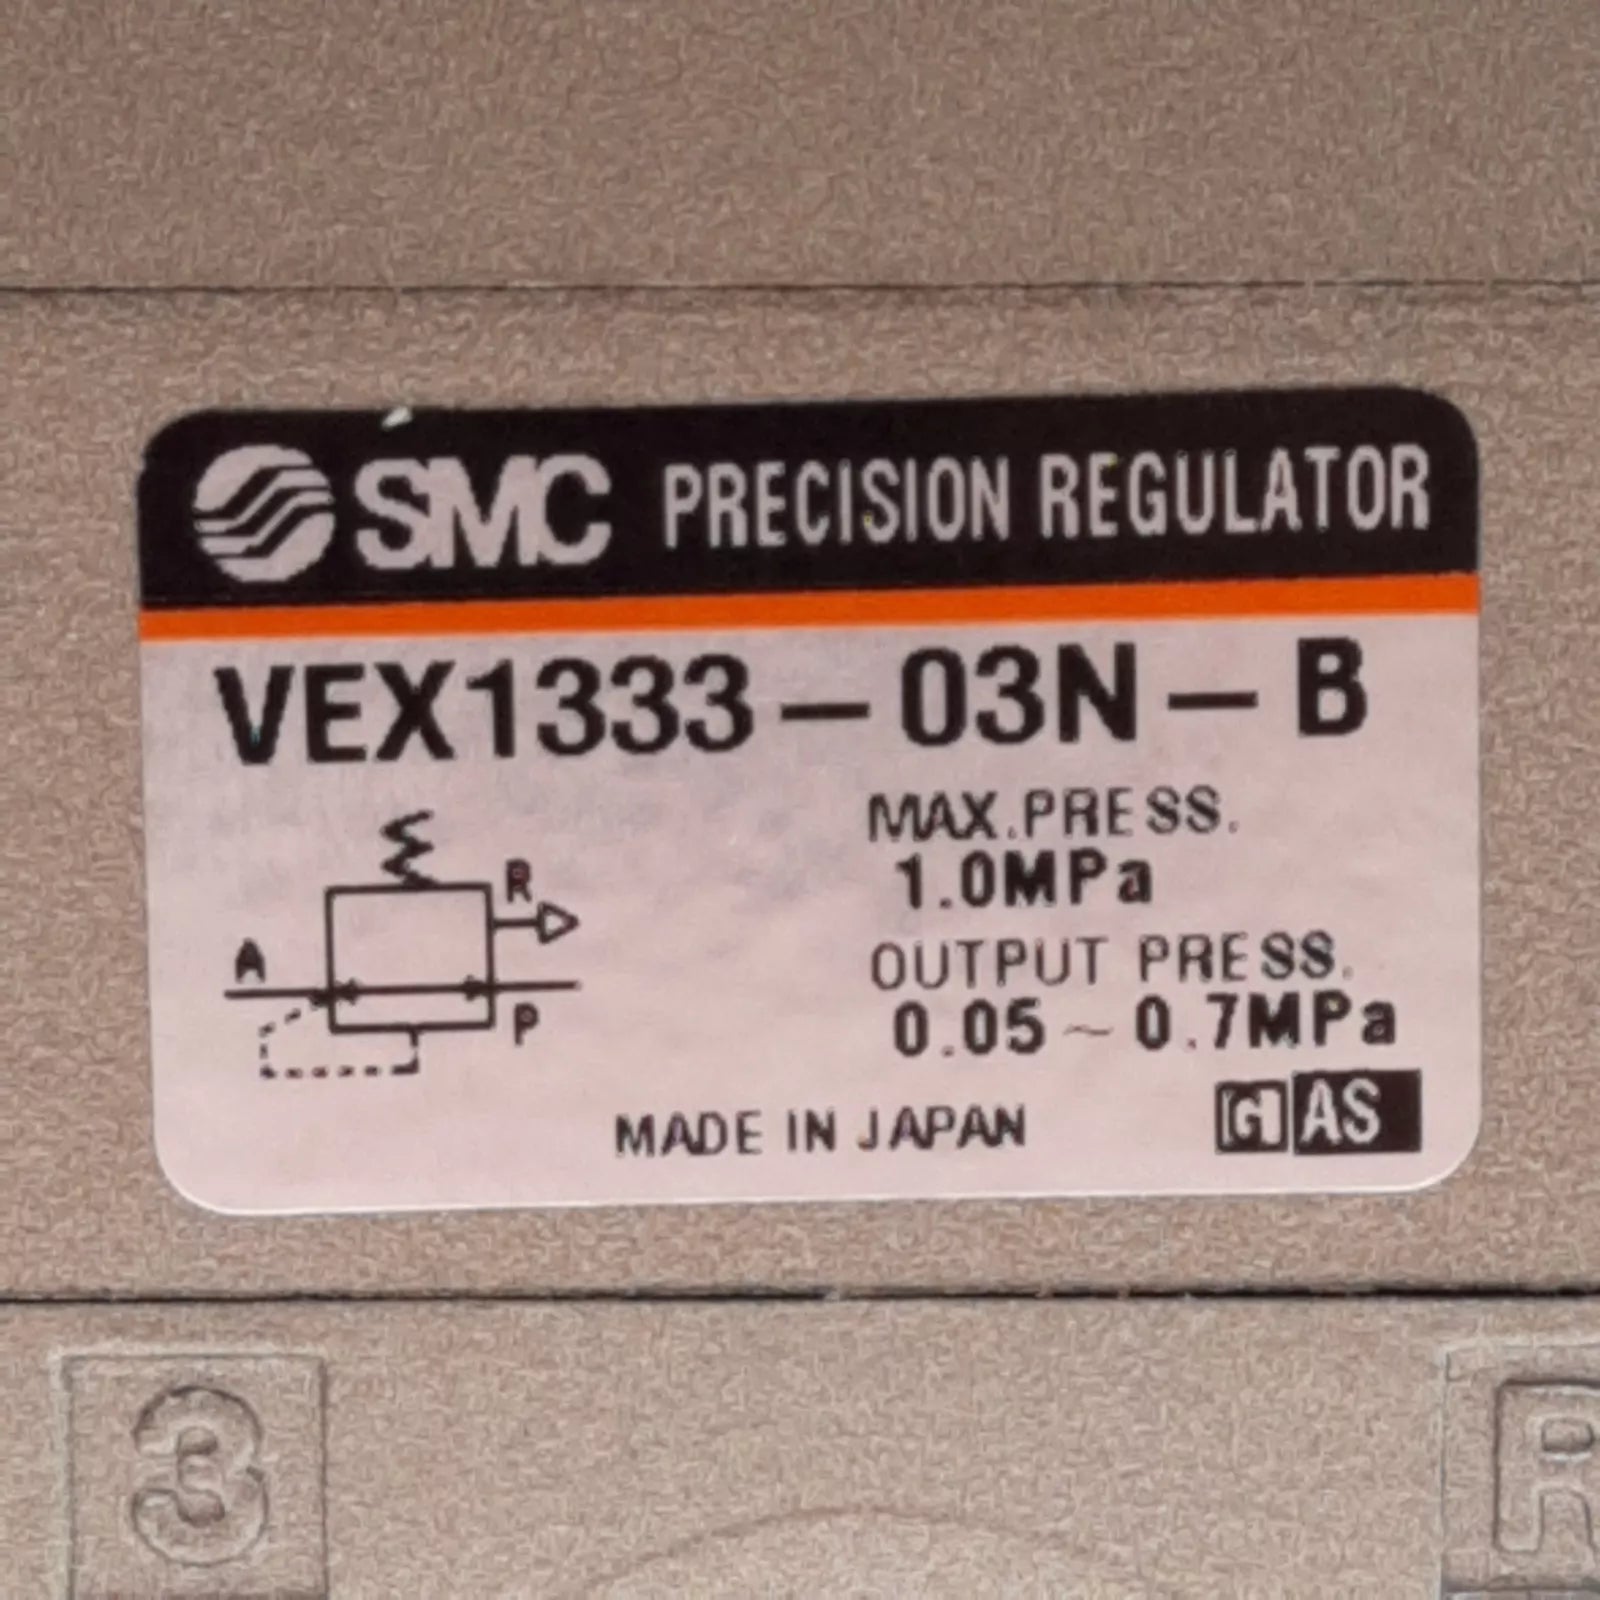 SMC PRECISION REGULATOR
VEX1333-03N-B
MAX.PRESS.
1.0MPa
R
A
OUTPUT PRESS.
0.05~0.7MPa
P
MADE IN JAPAN
G AS
3 R